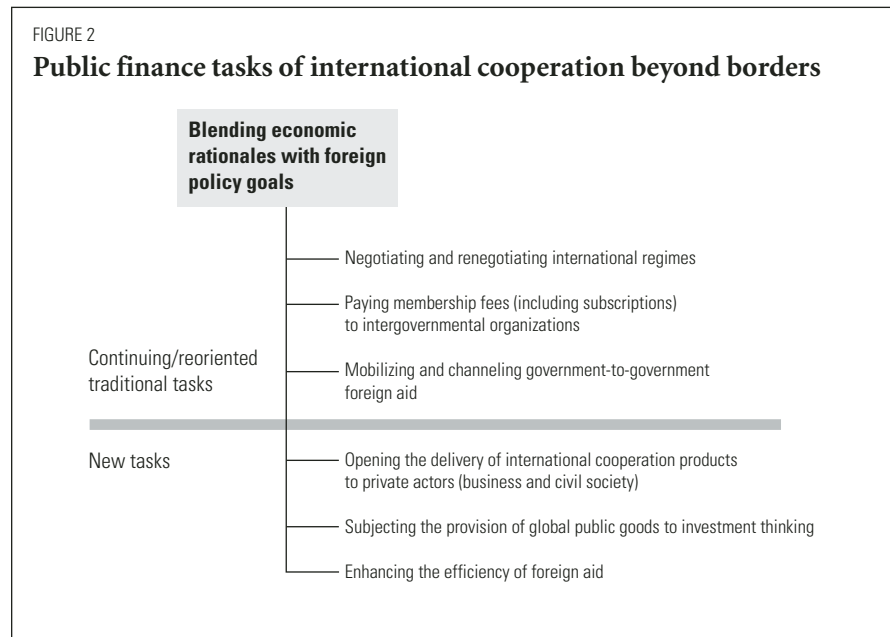 FIGURE 2
Public finance tasks of international cooperation beyond borders
Blending economic
rationales with foreign
policy goals
Negotiating and renegotiating international regimes
Paying membership fees (including subscriptions)
to intergovernmental organizations
Continuing/reoriented
traditional tasks
Mobilizing and channeling government-to-government
foreign aid
New tasks
Opening the delivery of international cooperation products
to private actors (business and civil society)
Subjecting the provision of global public goods to investment thinking
Enhancing the efficiency of foreign aid